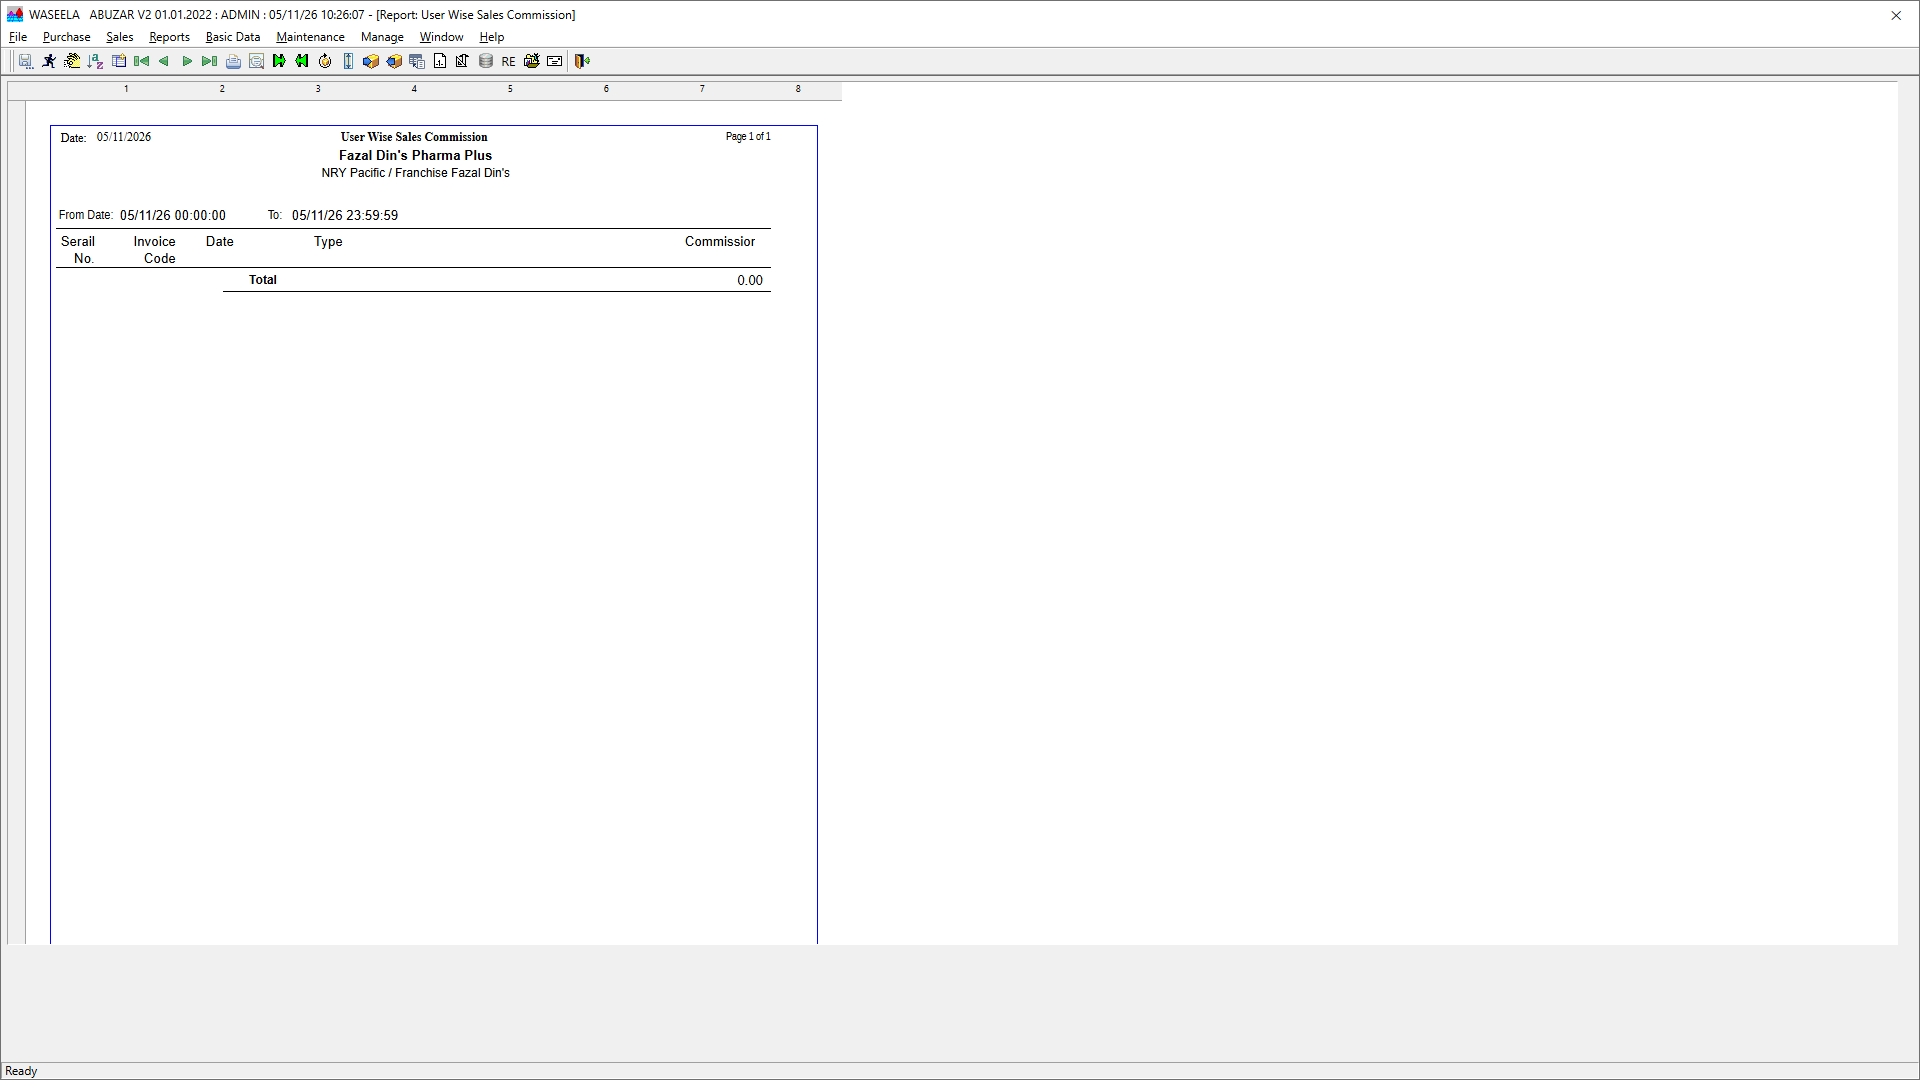 WASEELA ABUZAR V2 01.01.2022 : ADMIN : 05/11/26 10:26:07 - [Report: User Wise Sales Commission]
File Purchase Sales Reports Basic Data Maintenance Manage Window Help
RE
1 2 3 4 5 6 7 8
Date: 05/11/2026 User Wise Sales Commission Page 1 of 1
Fazal Din's Pharma Plus
NRY Pacific / Franchise Fazal Din's
From Date: 05/11/26 00:00:00 To: 05/11/26 23:59:59
Serail Invoice Date Type Commissior
No. Code
Total 0.00
Ready